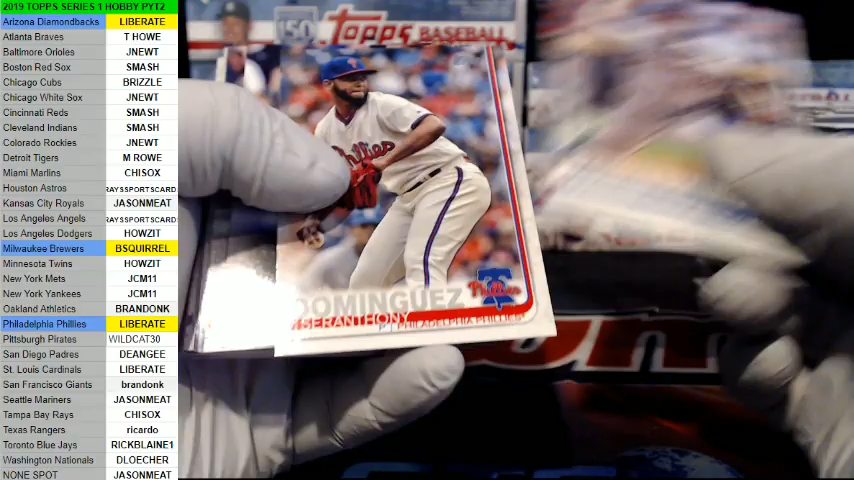 2019 TOPPS SERIES 1 HOBBY PYT2
Arizona Diamondbacks LIBERATE
Atlanta Braves T HOWE
Baltimore Orioles JNEWT
Boston Red Sox SMASH
Chicago Cubs BRIZZLE
Chicago White Sox JNEWT
Cincinnati Reds SMASH
Cleveland Indians SMASH
Colorado Rockies JNEWT
Detroit Tigers M ROWE
Miami Marlins CHISOX
Houston Astros RAYSSPORTSCARD
Kansas City Royals JASONMEAT
Los Angeles Angels RAYSSPORTSCARD
Los Angeles Dodgers HOWZIT
Milwaukee Brewers BSQUIRREL
Minnesota Twins HOWZIT
New York Mets JCM11
New York Yankees JCM11
Oakland Athletics BRANDONK
Philadelphia Phillies LIBERATE
Pittsburgh Pirates WILDCAT30
San Diego Padres DEANGEE
St. Louis Cardinals LIBERATE
San Francisco Giants brandonk
Seattle Mariners JASONMEAT
Tampa Bay Rays CHISOX
Texas Rangers ricardo
Toronto Blue Jays RICKBLAINE1
Washington Nationals DLOECHER
NONE SPOT JASONMEAT
150 Topps BASEBALL
Phillies
Phillies
DOMINGUEZ
SERANTHONY
P | PHILADELPHIA PHILLIES